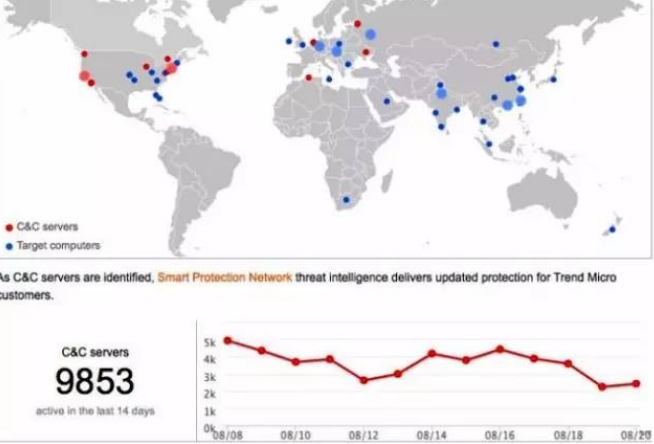 C&C servers
Target computers
As C&C servers are identified, Smart Protection Network threat intelligence delivers updated protection for Trend Micro
customers.
C&C servers
9853
active in the last 14 days
5k
4k
3k
2k
1k
0k
08/08 08/10 08/12 08/14 08/16 08/18 08/20